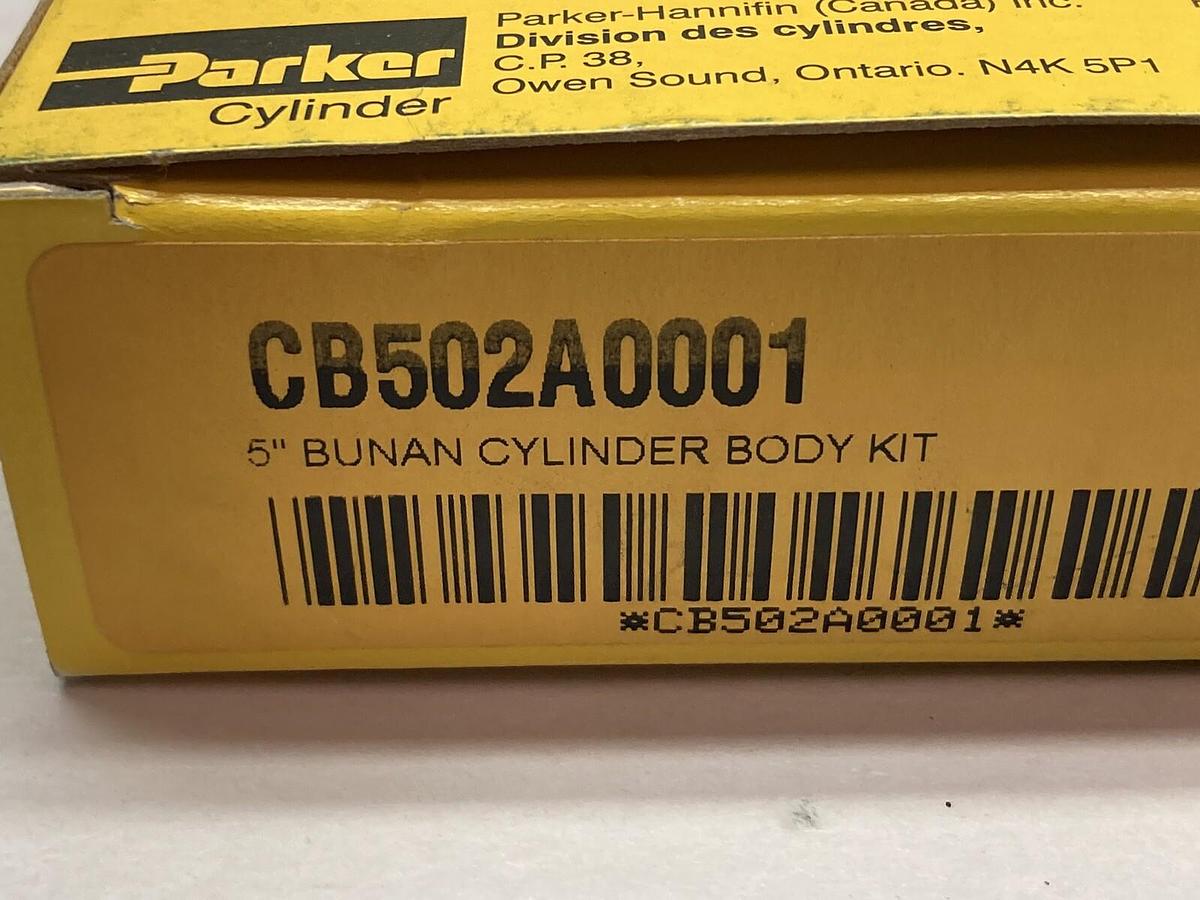 Parker
Cylinder
Parker-Hannifin (Canada) Inc.
Division des cylindres,
C.P. 38,
Owen Sound, Ontario. N4K 5P1
CB502A0001
5" BUNAN CYLINDER BODY KIT
*CB502A0001*